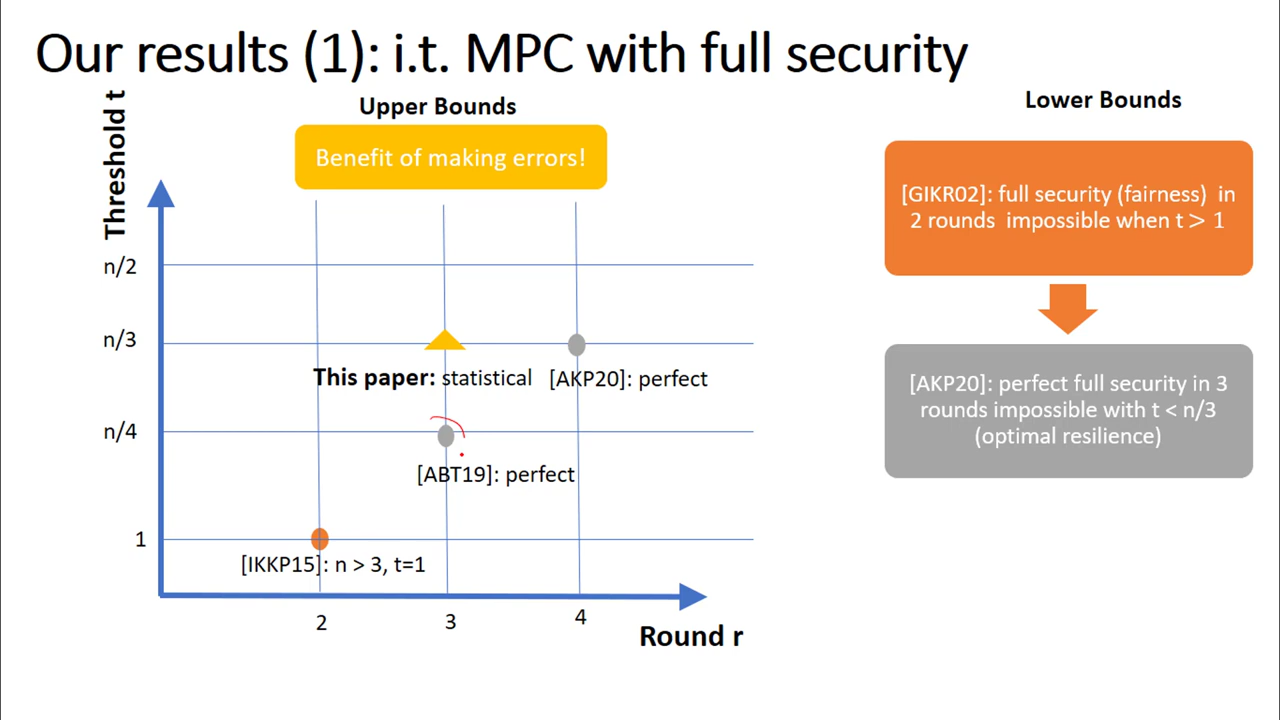 Our results (1): i.t. MPC with full security
Upper Bounds
Lower Bounds
Threshold t
Benefit of making errors!
[GIKR02]: full security (fairness) in
2 rounds impossible when t > 1
n/2
n/3
This paper: statistical
[AKP20]: perfect
[AKP20]: perfect full security in 3
rounds impossible with t < n/3
(optimal resilience)
n/4
[ABT19]: perfect
1
[IKKP15]: n > 3, t=1
2
3
4
Round r